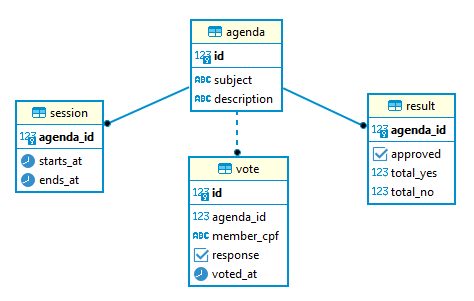 agenda
123 id
ABC subject
ABC description
session
123 agenda_id
starts_at
ends_at
result
123 agenda_id
approved
123 total_yes
123 total_no
vote
123 id
123 agenda_id
ABC member_cpf
response
voted_at